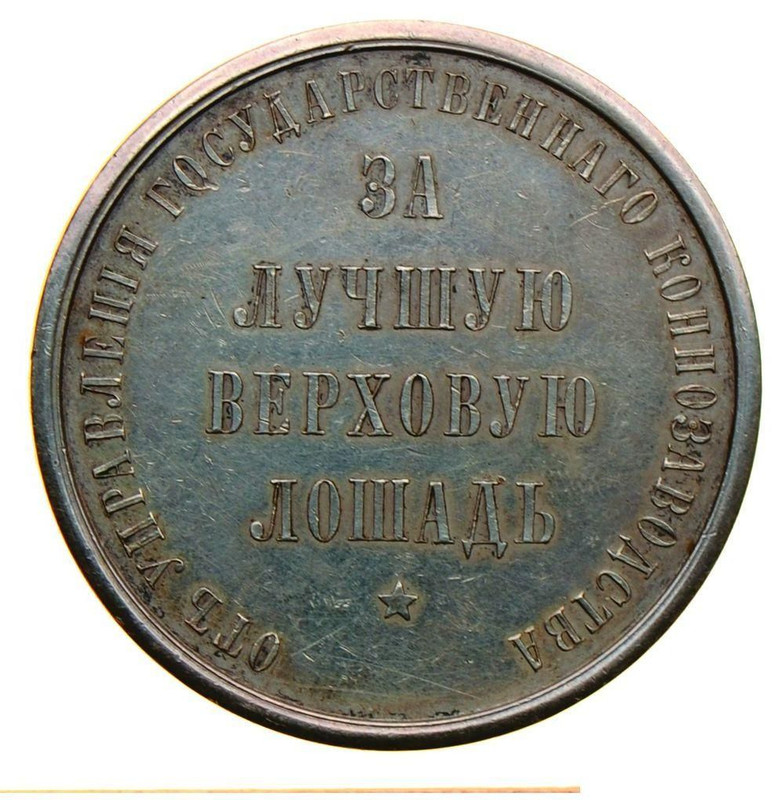 ОТЪ УПРАВЛЕНІЯ ГОСУДАРСТВЕННАГО КОННОЗАВОДСТВА
ЗА
ЛУЧШУЮ
ВЕРХОВУЮ
ЛОШАДЬ